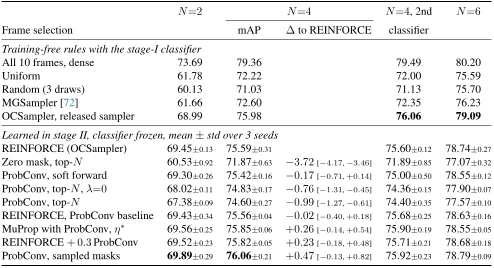 N=2 N=4 N=4, 2nd N=6
Frame selection mAP Δ to REINFORCE classifier
Training-free rules with the stage-I classifier
All 10 frames, dense 73.69 79.36 79.49 80.20
Uniform 61.78 72.22 72.00 75.59
Random (3 draws) 60.13 71.03 71.13 75.70
MGSampler [72] 61.66 72.60 72.35 76.23
OCSampler, released sampler 68.99 75.98 76.06 79.09
Learned in stage II, classifier frozen, mean ± std over 3 seeds
REINFORCE (OCSampler) 69.45±0.13 75.59±0.31 75.60±0.12 78.74±0.27
Zero mask, top-N 60.53±0.92 71.87±0.63 −3.72 [−4.17, −3.46] 71.89±0.85 77.07±0.32
ProbConv, soft forward 69.30±0.26 75.42±0.16 −0.17 [−0.71, +0.14] 75.00±0.50 78.55±0.12
ProbConv, top-N, λ=0 68.02±0.11 74.83±0.17 −0.76 [−1.31, −0.45] 74.36±0.15 77.90±0.07
ProbConv, top-N 67.38±0.09 74.60±0.27 −0.99 [−1.27, −0.61] 74.40±0.35 77.57±0.10
REINFORCE, ProbConv baseline 69.43±0.34 75.56±0.04 −0.02 [−0.40, +0.18] 75.68±0.25 78.63±0.16
MuProp with ProbConv, η* 69.56±0.25 75.85±0.06 +0.26 [−0.14, +0.54] 75.90±0.19 78.55±0.05
REINFORCE + 0.3 ProbConv 69.52±0.23 75.82±0.05 +0.23 [−0.18, +0.48] 75.71±0.21 78.68±0.18
ProbConv, sampled masks 69.89±0.29 76.06±0.21 +0.47 [−0.13, +0.82] 75.92±0.23 78.79±0.09